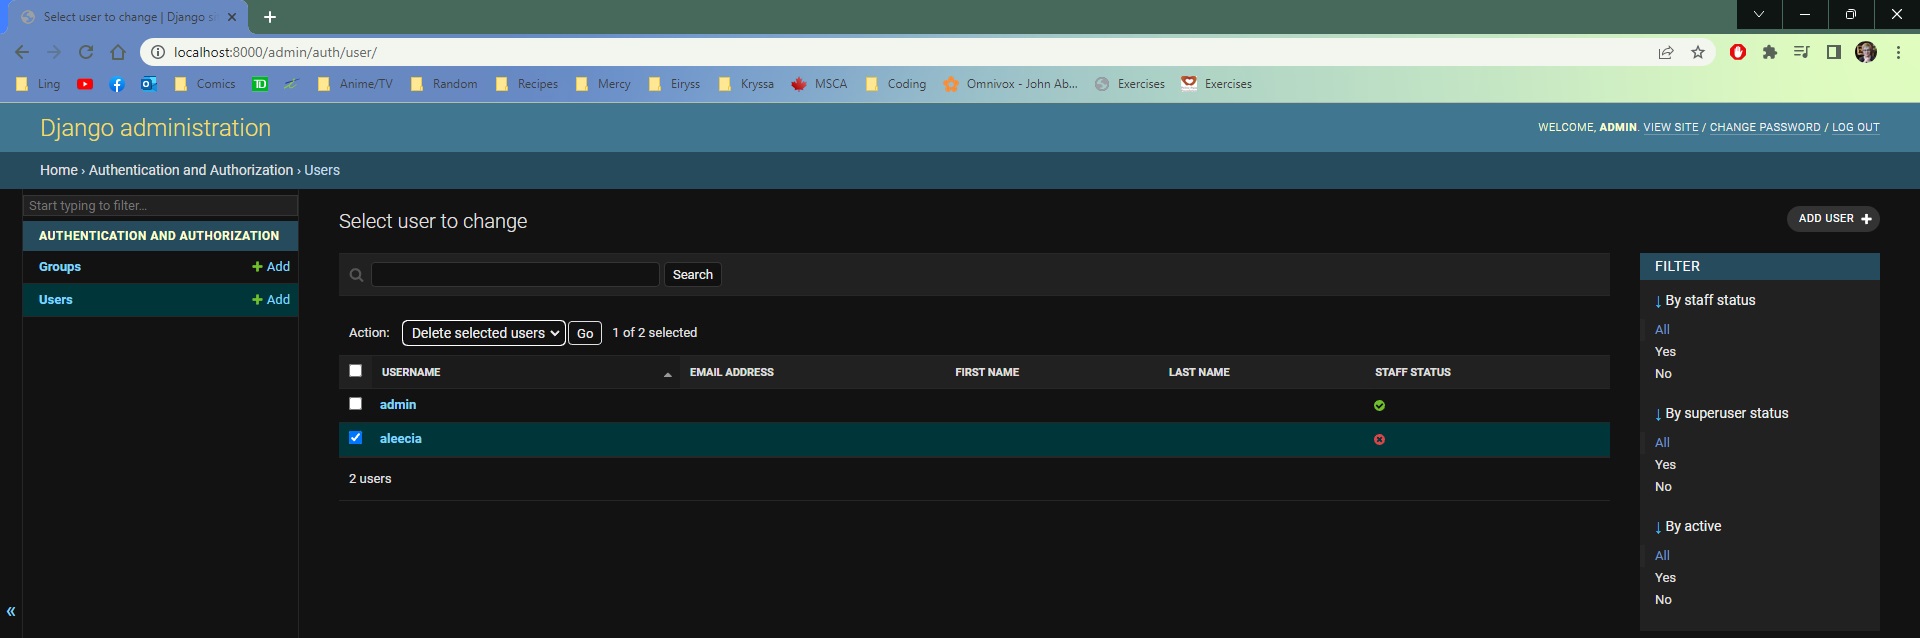 Select user to change | Django si
localhost:8000/admin/auth/user/
Ling Comics TD Anime/TV Random Recipes Mercy Eiryss Kryssa MSCA Coding Omnivox - John Ab... Exercises Exercises
Django administration
WELCOME, ADMIN. VIEW SITE / CHANGE PASSWORD / LOG OUT
Home › Authentication and Authorization › Users
Start typing to filter...
AUTHENTICATION AND AUTHORIZATION
Groups + Add
Users + Add
«
Select user to change
ADD USER +
Search
Action: Delete selected users Go 1 of 2 selected
USERNAME EMAIL ADDRESS FIRST NAME LAST NAME STAFF STATUS
admin
aleecia
2 users
FILTER
↓ By staff status
All
Yes
No
↓ By superuser status
All
Yes
No
↓ By active
All
Yes
No